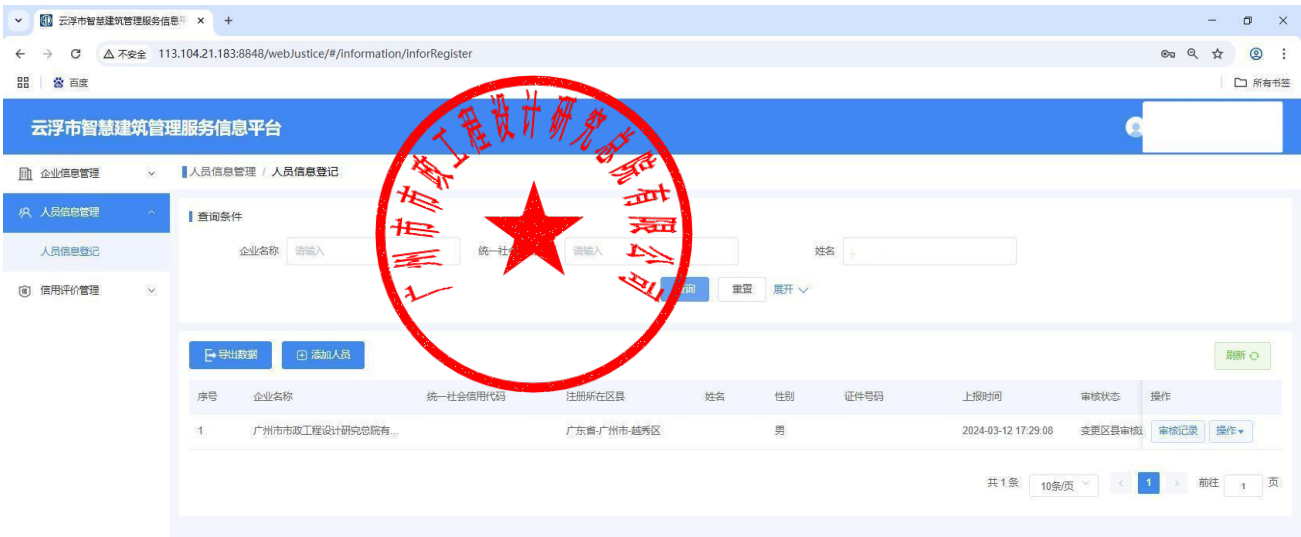 云浮市智慧建筑管理服务信息平
不安全 113.104.21.183:8848/webJustice/#/information/inforRegister
百度 所有书签
云浮市智慧建筑管理服务信息平台
企业信息管理
人员信息管理 / 人员信息登记
人员信息管理
人员信息登记
信用评价管理
查询条件
企业名称 请输入 统一社会 请输入 姓名
询 重置 展开
广州市市政工程设计研究总院有限公司
导出数据 添加人员 刷新
序号 企业名称 统一社会信用代码 注册所在区县 姓名 性别 证件号码 上报时间 审核状态 操作
1 广州市市政工程设计研究总院有... 广东省-广州市-越秀区 男 2024-03-12 17:29:08 变更区县审核 审核记录 操作
共 1 条 10条/页 1 前往 1 页